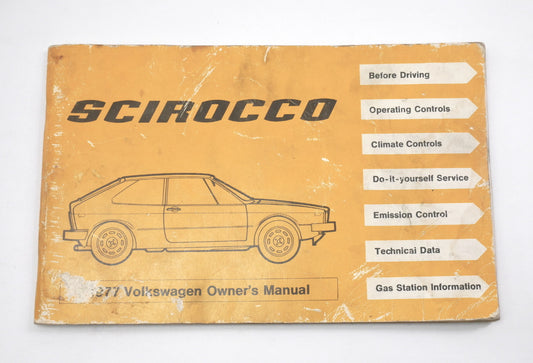 SCIROCCO
977 Volkswagen Owner's Manual
Before Driving
Operating Controls
Climate Controls
Do-it-yourself Service
Emission Control
Technical Data
Gas Station Information